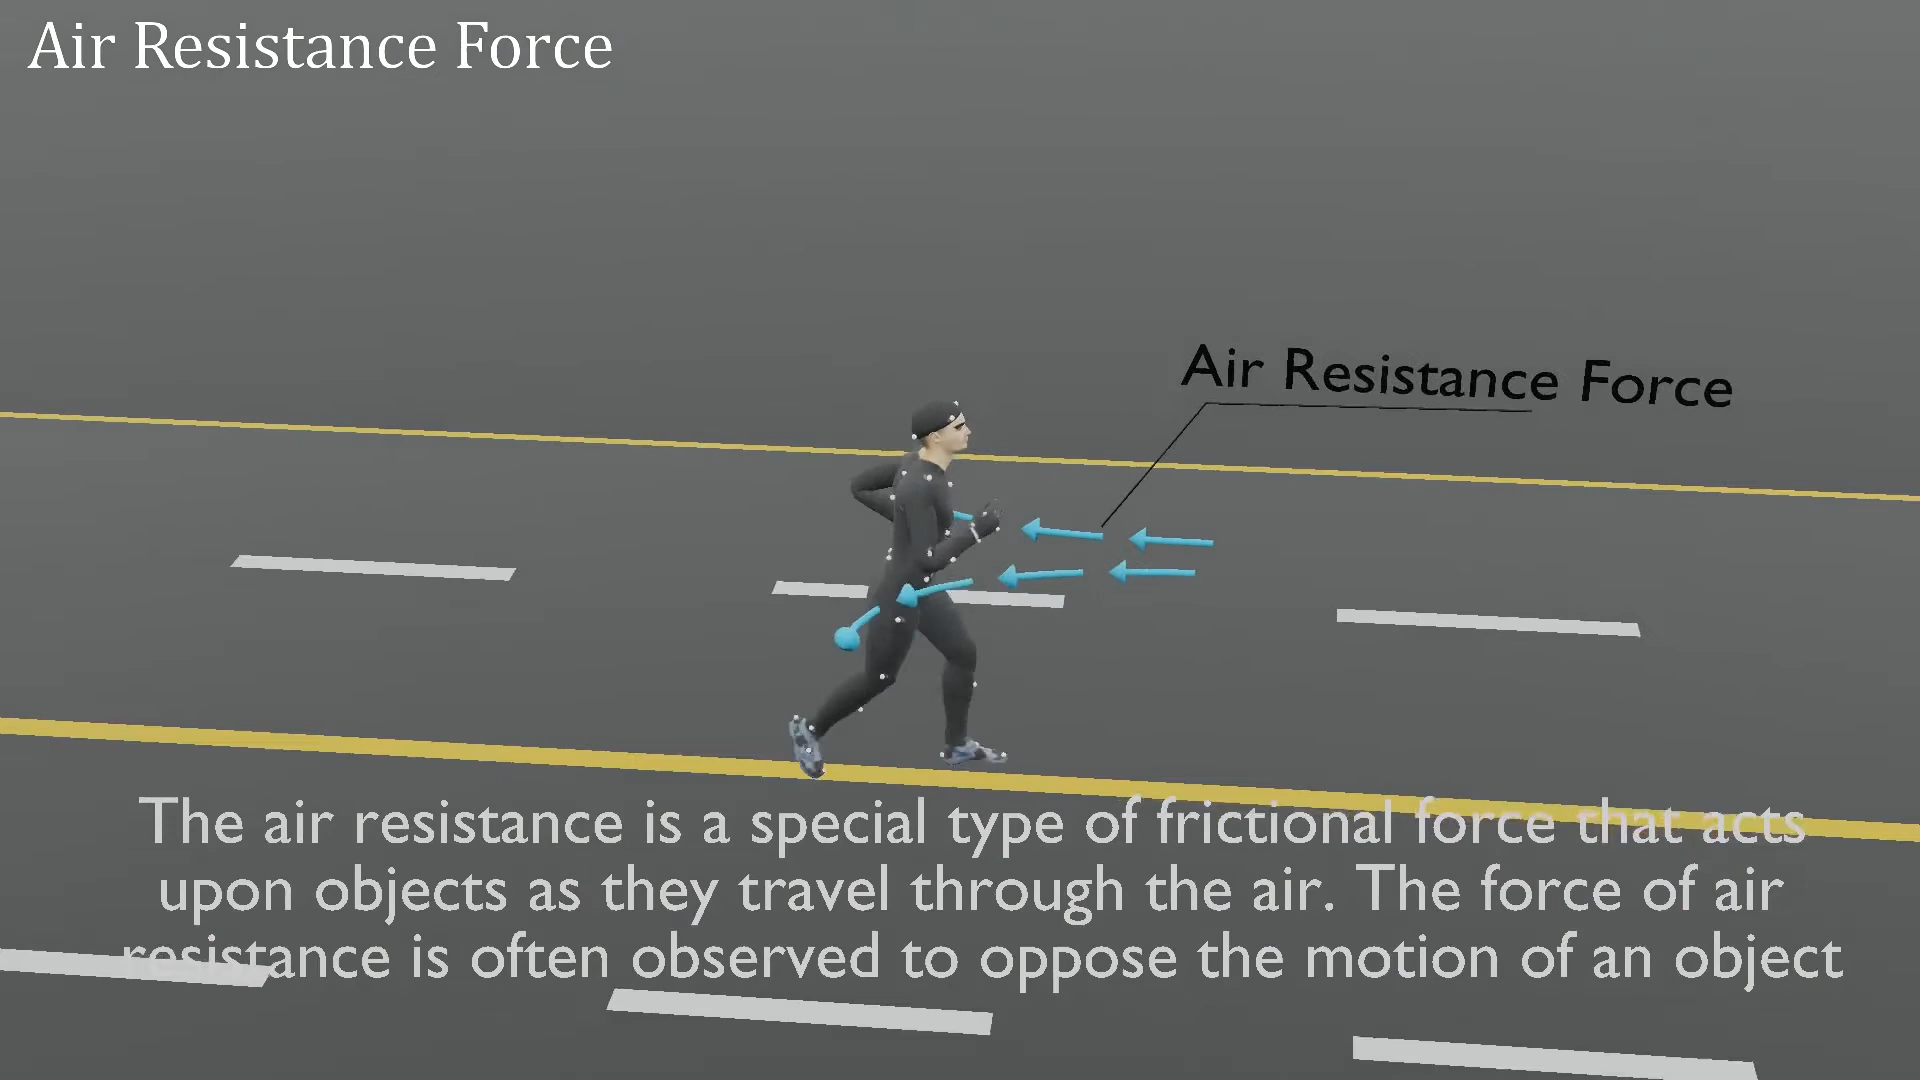 Air Resistance Force
Air Resistance Force
The air resistance is a special type of frictional force that acts
upon objects as they travel through the air. The force of air
resistance is often observed to oppose the motion of an object